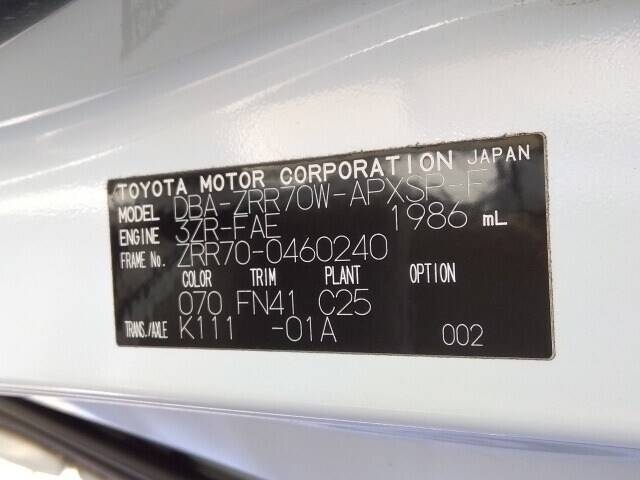 TOYOTA MOTOR CORPORATION JAPAN
MODEL DBA-ZRR70W-APXSP-F
ENGINE 3ZR-FAE 1986 mL
FRAME No. ZRR70-0460240
COLOR TRIM PLANT OPTION
070 FN41 C25
TRANS./AXLE K111 -01A 002